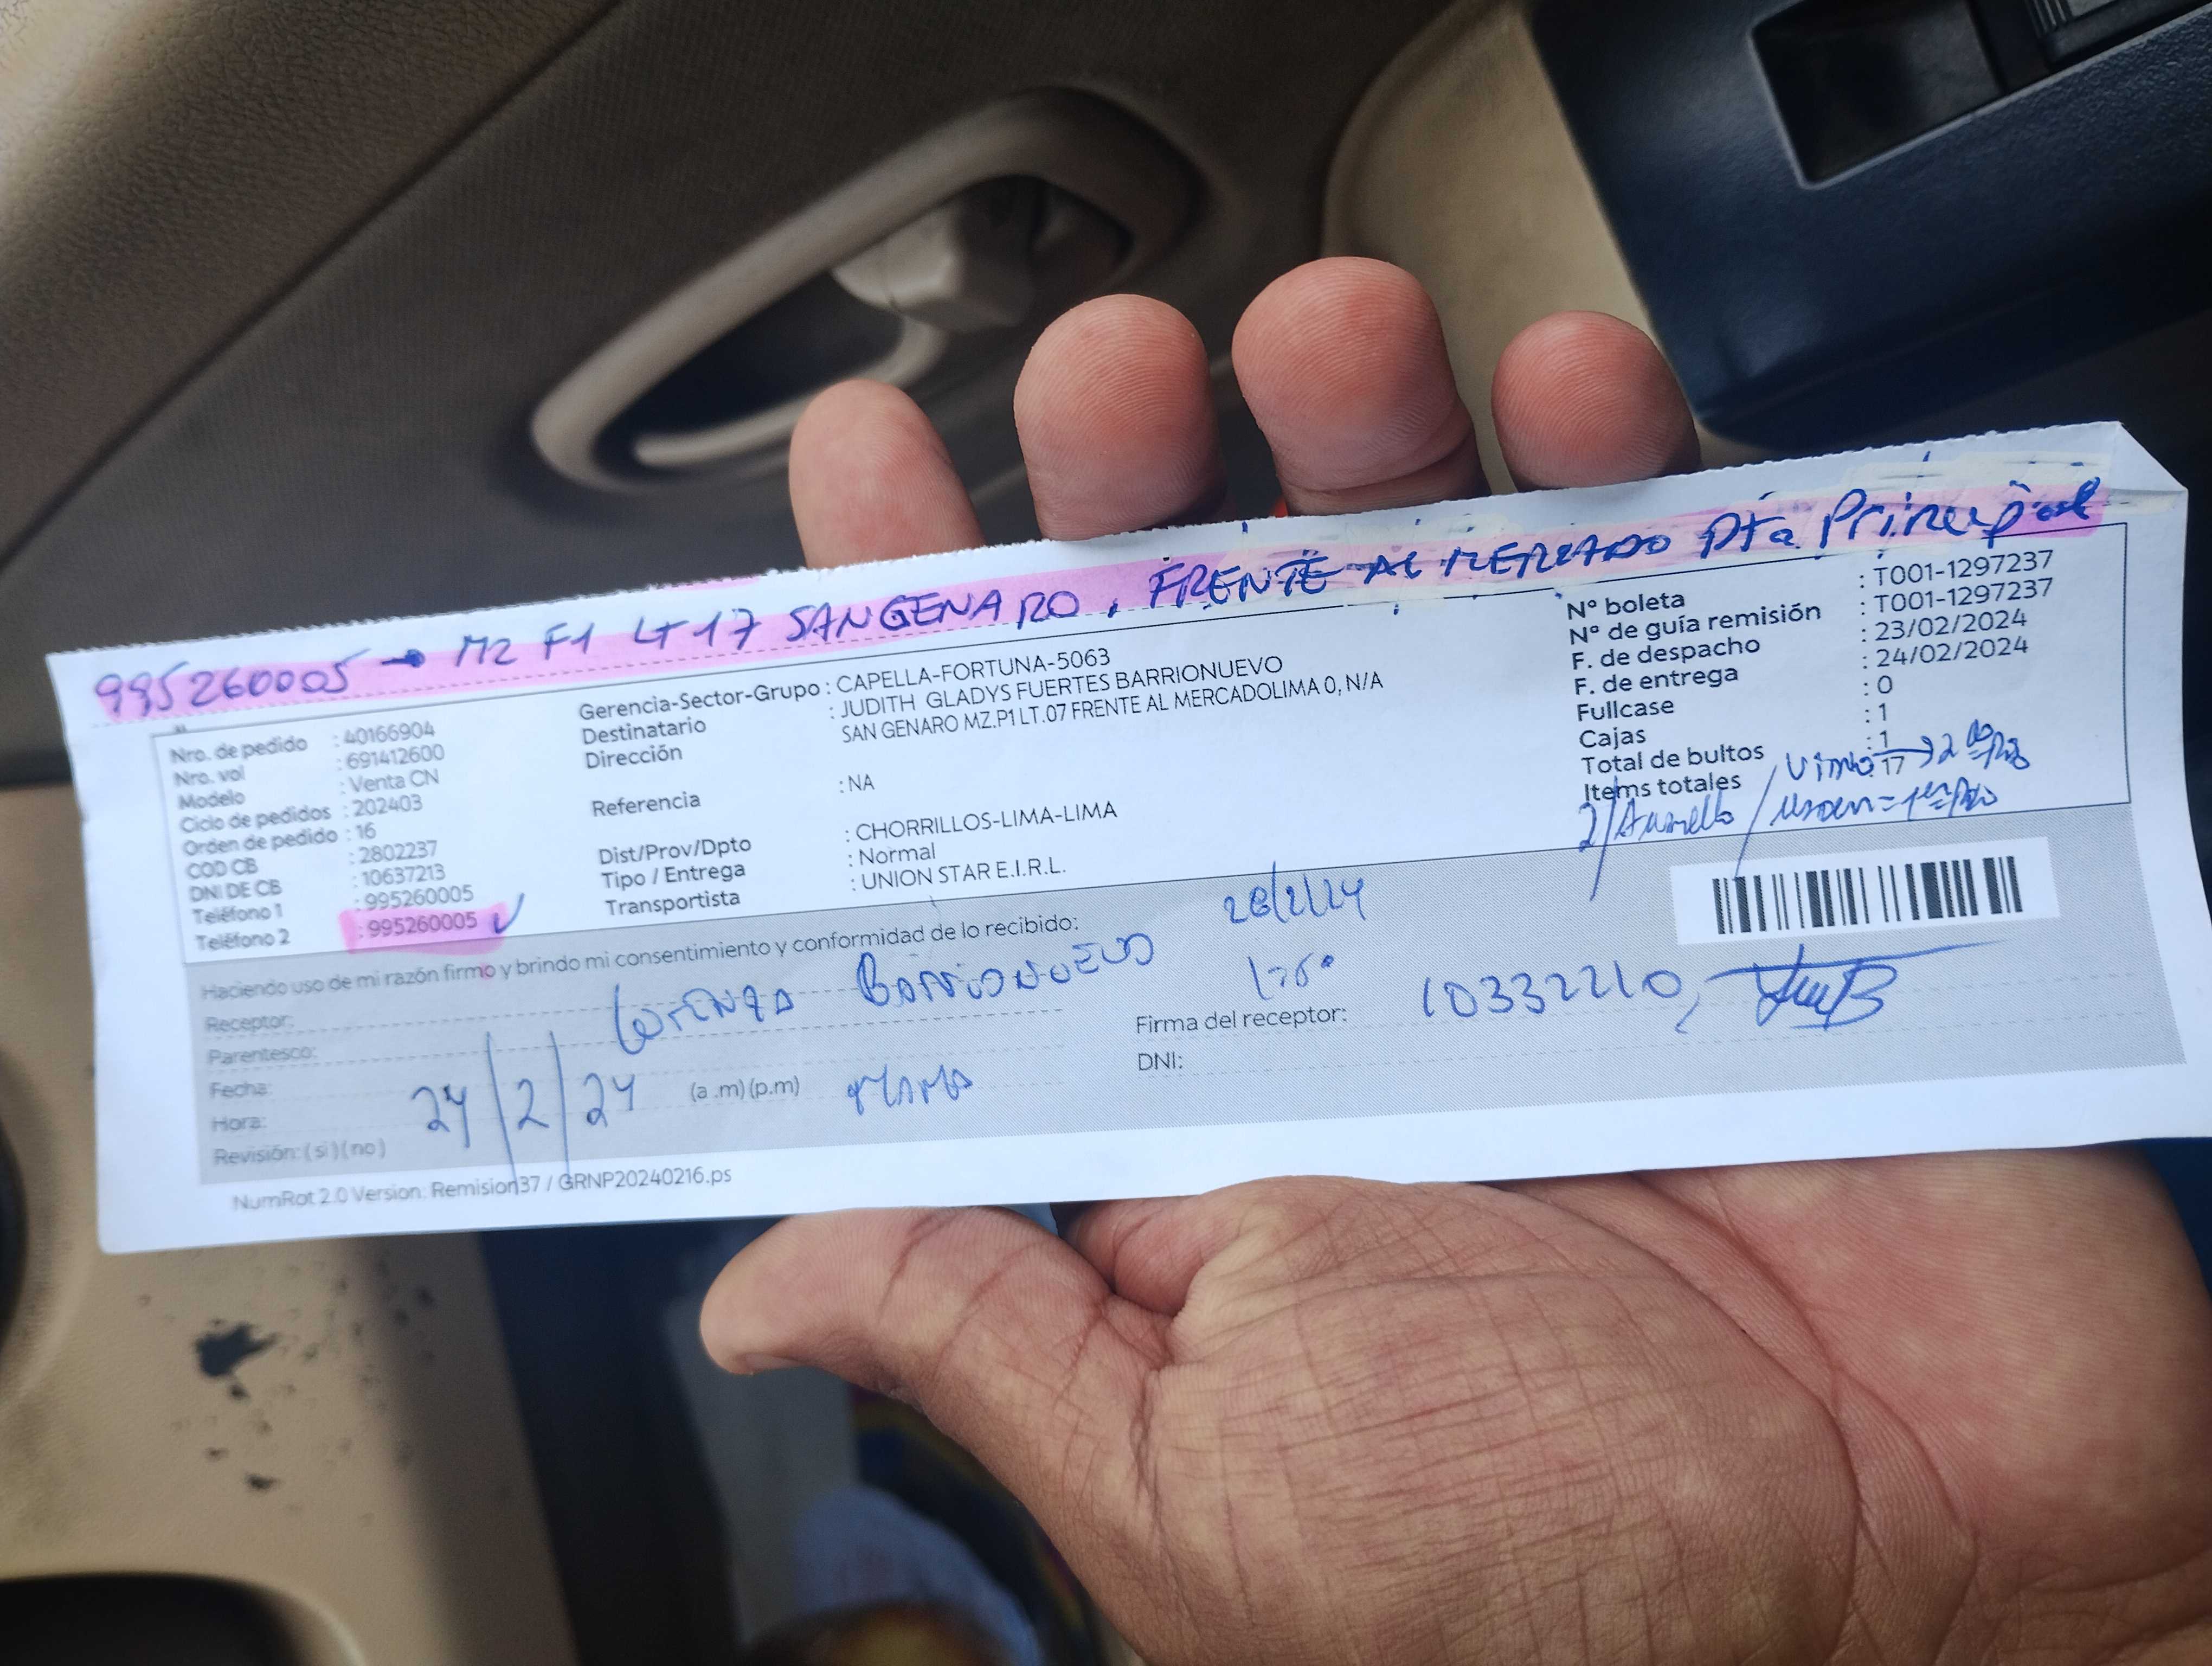 995260005 → MZ F1 LT 17 SAN GENARO, FRENTE AL MERCADO Pta Principal
Nro. de pedido : 40166904
Nro. vol : 691412600
Modelo : Venta CN
Ciclo de pedidos : 202403
Orden de pedido : 16
COD CB : 2802237
DNI DE CB : 10637213
Teléfono 1 : 995260005
Teléfono 2 : 995260005 ✓
Gerencia-Sector-Grupo : CAPELLA-FORTUNA-5063
Destinatario : JUDITH GLADYS FUERTES BARRIONUEVO
Dirección : SAN GENARO MZ.P1 LT.07 FRENTE AL MERCADOLIMA 0, N/A
Referencia : NA
Dist/Prov/Dpto : CHORRILLOS-LIMA-LIMA
Tipo / Entrega : Normal
Transportista : UNION STAR E.I.R.L.
N° boleta : T001-1297237
N° de guía remisión : T001-1297237
F. de despacho : 23/02/2024
F. de entrega : 24/02/2024
Fullcase : 0
Cajas : 1
Total de bultos : 1
Items totales : 17
Haciendo uso de mi razón firmo y brindo mi consentimiento y conformidad de lo recibido:
Receptor: Lorenza Barrionuevo
Parentesco:
Fecha: 24/2/24
Hora: (a .m) (p.m) MAMA
Revisión: ( si ) ( no )
Firma del receptor: 10332210
DNI:
NumRot 2.0 Version: Remision37 / GRNP20240216.ps